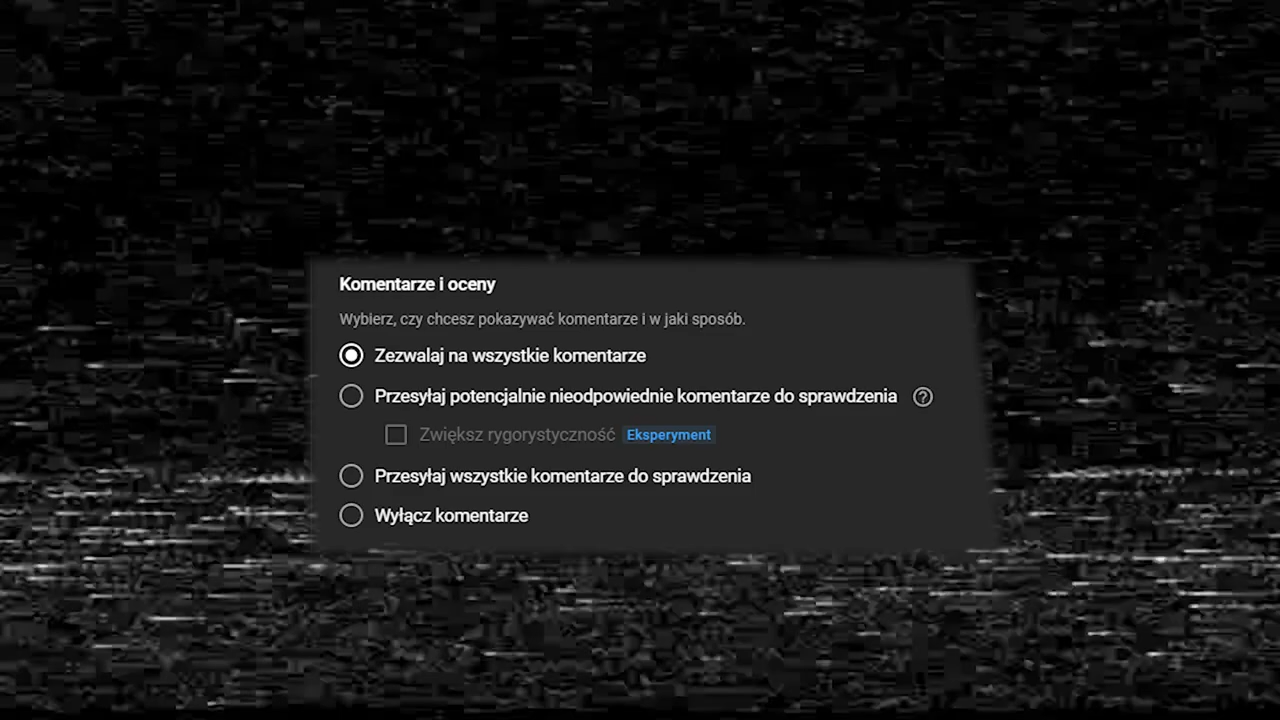 Komentarze i oceny
Wybierz, czy chcesz pokazywać komentarze i w jaki sposób.
Zezwalaj na wszystkie komentarze
Przesyłaj potencjalnie nieodpowiednie komentarze do sprawdzenia ?
Zwiększ rygorystyczność Eksperyment
Przesyłaj wszystkie komentarze do sprawdzenia
Wyłącz komentarze